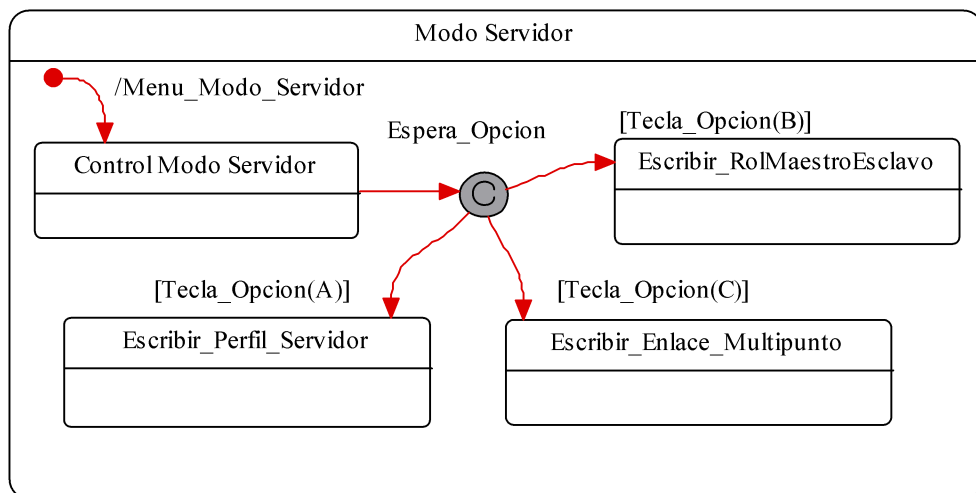 Modo Servidor
/Menu_Modo_Servidor
Espera_Opcion
[Tecla_Opcion(B)]
Control Modo Servidor
Escribir_RolMaestroEsclavo
C
[Tecla_Opcion(A)]
[Tecla_Opcion(C)]
Escribir_Perfil_Servidor
Escribir_Enlace_Multipunto